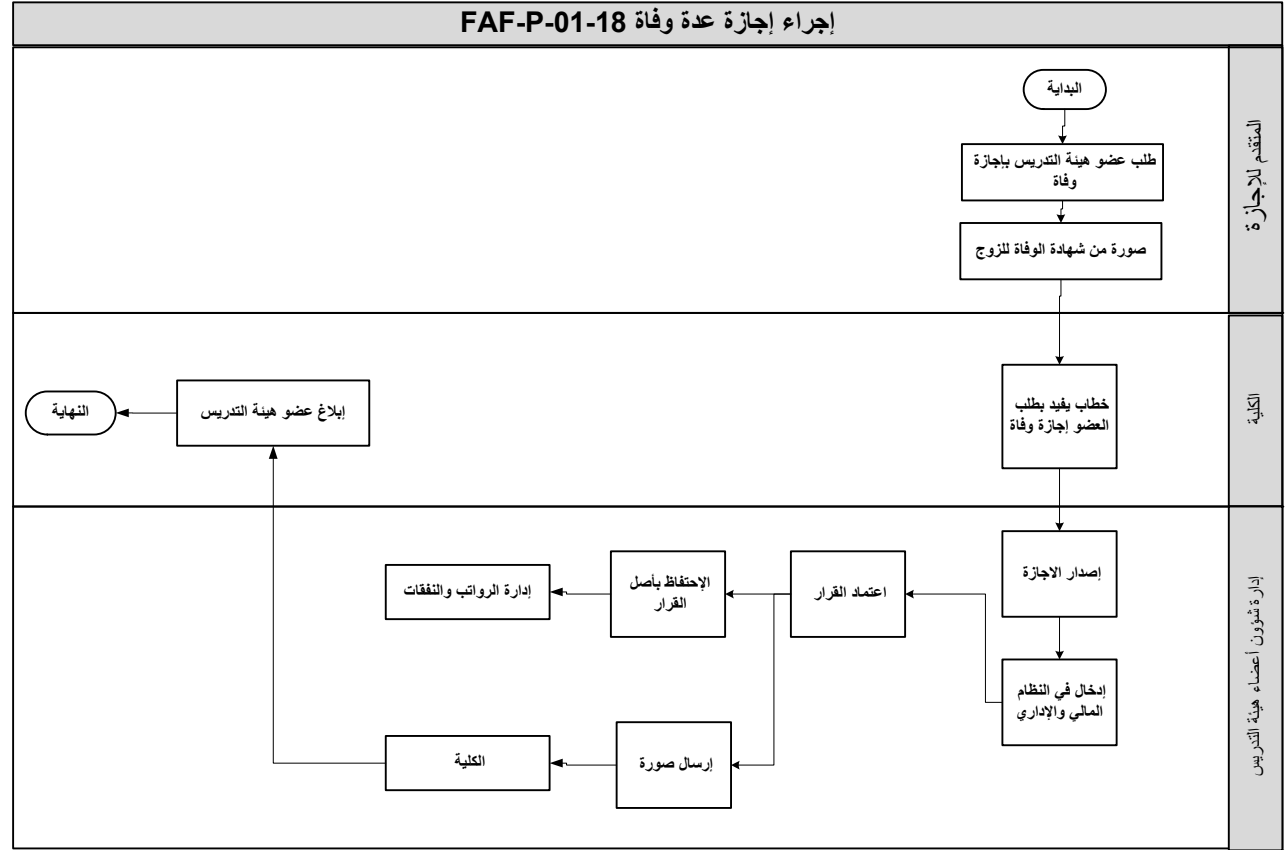 إجراء إجازة عدة وفاة FAF-P-01-18
المتقدم للإجازة
البداية
طلب عضو هيئة التدريس بإجازة
وفاة
صورة من شهادة الوفاة للزوج
الكلية
خطاب يفيد بطلب
العضو إجازة وفاة
إبلاغ عضو هيئة التدريس
النهاية
إدارة شؤون أعضاء هيئة التدريس
إصدار الاجازة
إدخال في النظام
المالي والإداري
اعتماد القرار
الإحتفاظ بأصل
القرار
إدارة الرواتب والنفقات
إرسال صورة
الكلية